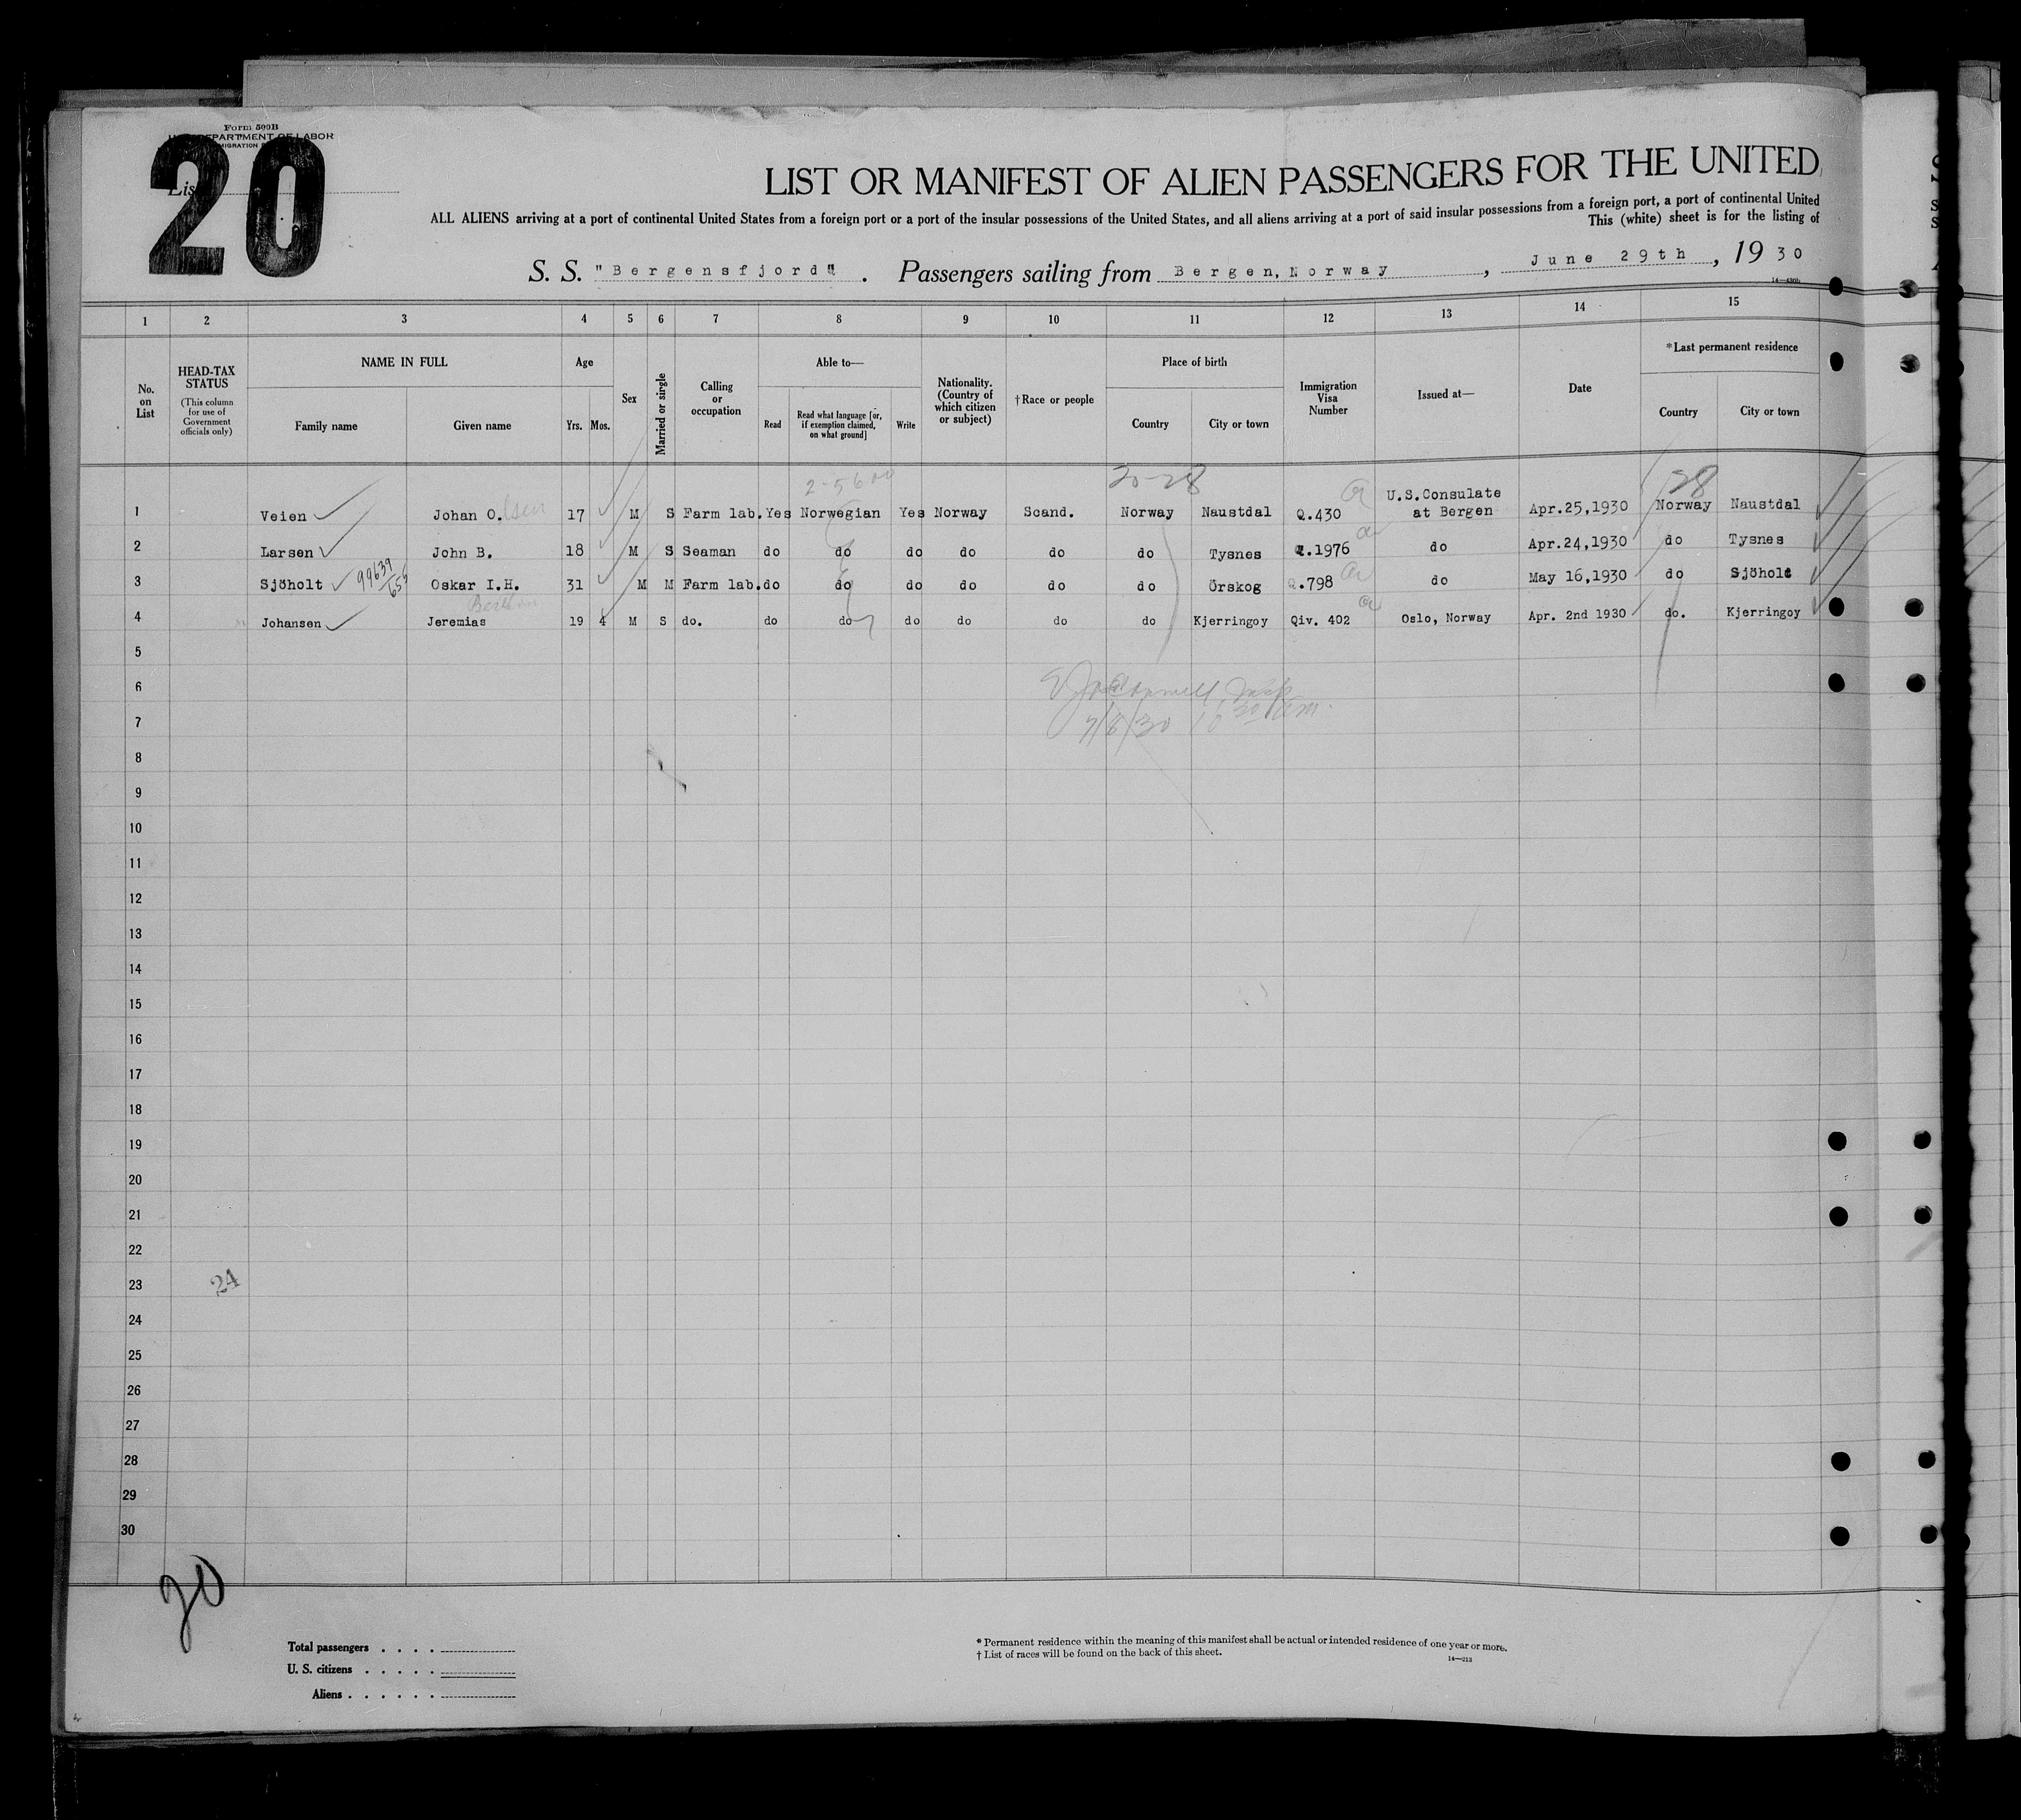 Form 500B
DEPARTMENT OF LABOR
20
LIST OR MANIFEST OF ALIEN PASSENGERS FOR THE UNITED
ALL ALIENS arriving at a port of continental United States from a foreign port or a port of the insular possessions of the United States, and all aliens arriving at a port of said insular possessions from a foreign port, a port of continental United
This (white) sheet is for the listing of
S. S. "Bergensfjord". Passengers sailing from Bergen, Norway, June 29th, 1930
1 2 3 4 5 6 7 8 9 10 11 12 13 14 15
No. on List
HEAD-TAX STATUS
(This column for use of Government officials only)
NAME IN FULL
Family name Given name
Age
Yrs. Mos.
Sex
Married or single
Calling or occupation
Able to—
Read
Read what language [or, if exemption claimed, on what ground]
Write
Nationality. (Country of which citizen or subject)
†Race or people
Place of birth
Country City or town
Immigration Visa Number
Issued at—
Date
*Last permanent residence
Country City or town
20-28 28
1 Veien Johan O. 17 M S Farm lab. Yes Norwegian Yes Norway Scand. Norway Naustdal Q.430 U.S.Consulate at Bergen Apr.25,1930 Norway Naustdal
2 Larsen John B. 18 M S Seaman do do do do do do Tysnes .1976 do Apr.24,1930 do Tysnes
3 Sjöholt 99639/655 Oskar I.H. 31 M M Farm lab. do do do do do do Örskog .798 do May 16,1930 do Sjöholt
4 Johansen Jeremias 19 4 M S do. do do do do do do Kjerringoy Qiv. 402 Oslo, Norway Apr. 2nd 1930 do. Kjerringoy
5
6
7
7/8/30 10 30 am.
8
9
10
11
12
13
14
15
16
17
18
19
20
21
22
23 24
24
25
26
27
28
29
30
20
Total passengers . . . .
U. S. citizens . . . . .
Aliens . . . . . .
* Permanent residence within the meaning of this manifest shall be actual or intended residence of one year or more.
† List of races will be found on the back of this sheet.
14—213